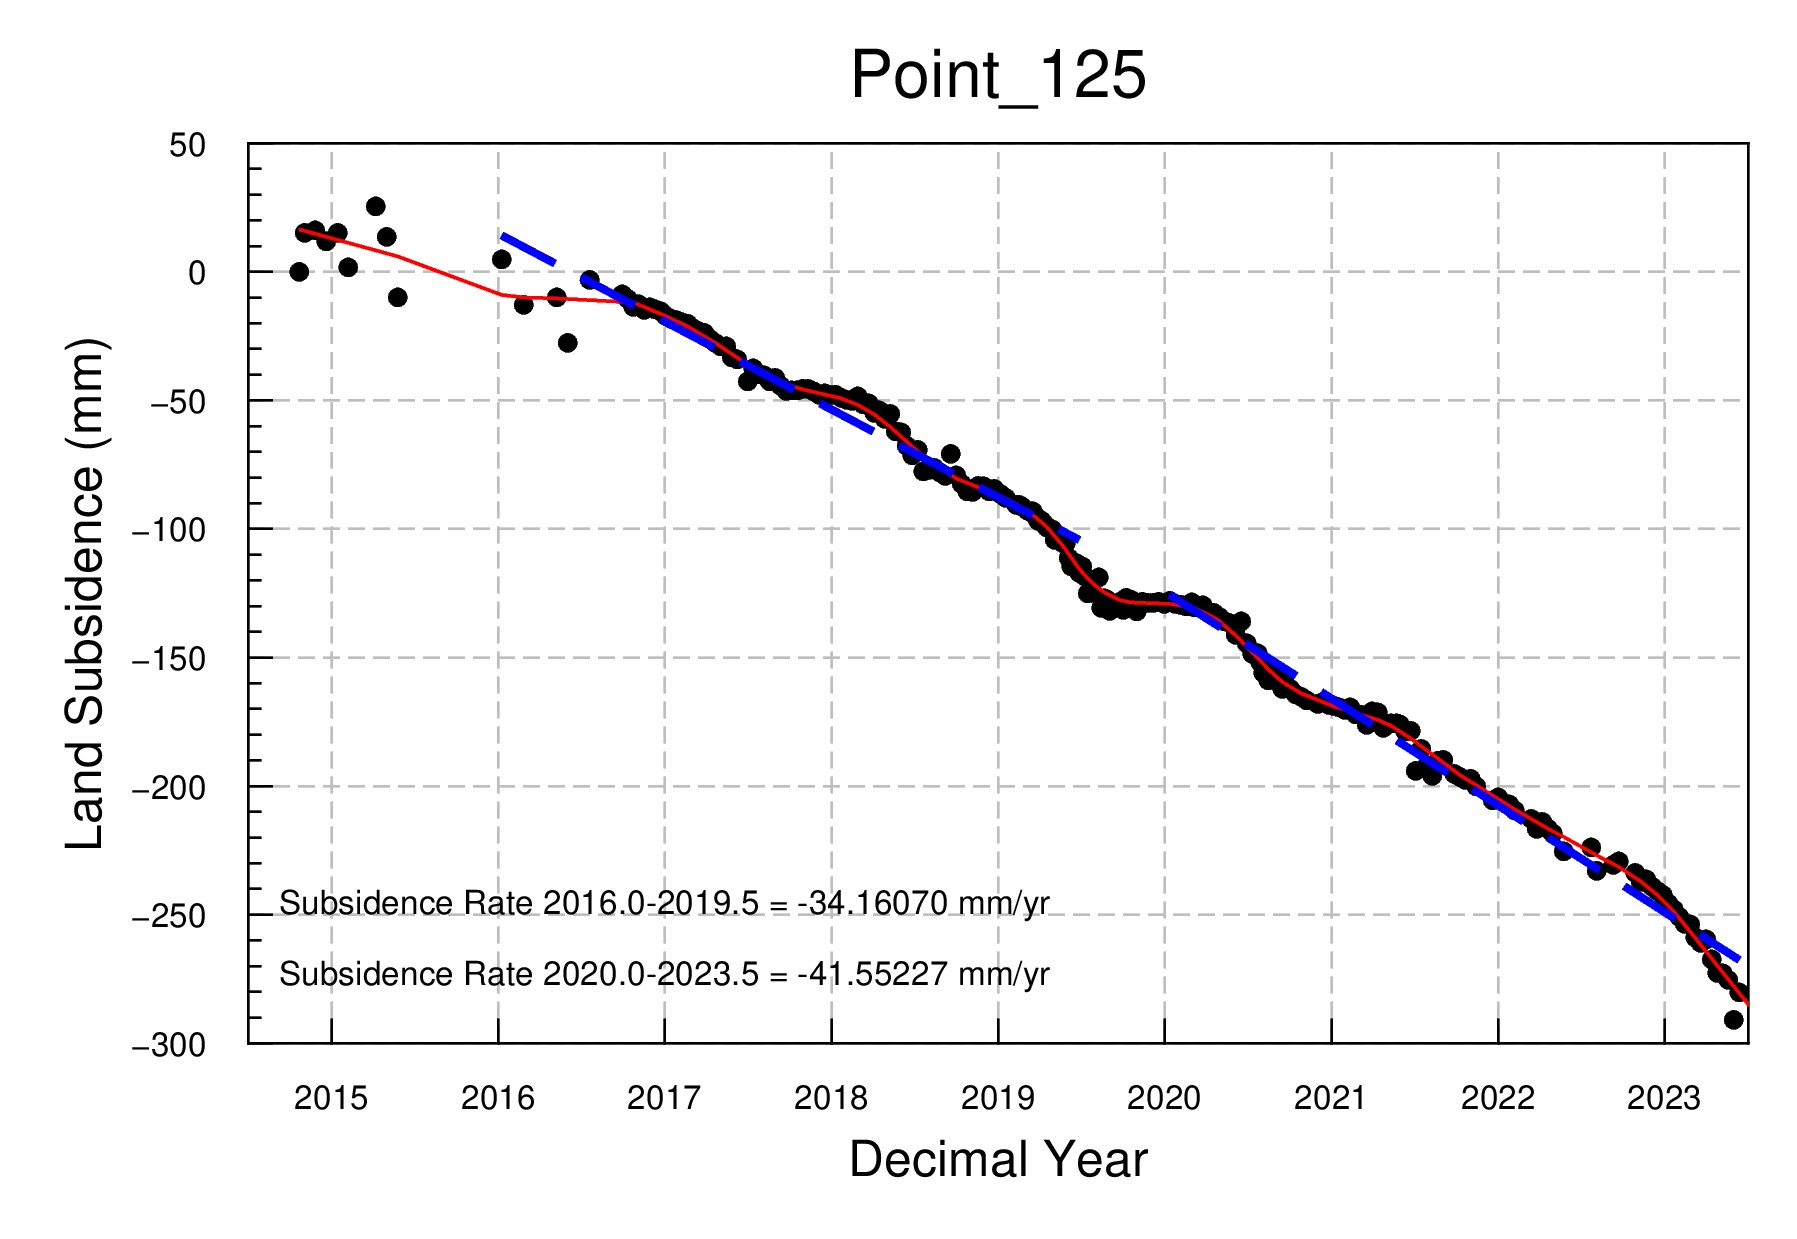 Point_125
50
0
−50
−100
−150
−200
−250
−300
Land Subsidence (mm)
Subsidence Rate 2016.0-2019.5 = -34.16070 mm/yr
Subsidence Rate 2020.0-2023.5 = -41.55227 mm/yr
2015 2016 2017 2018 2019 2020 2021 2022 2023
Decimal Year